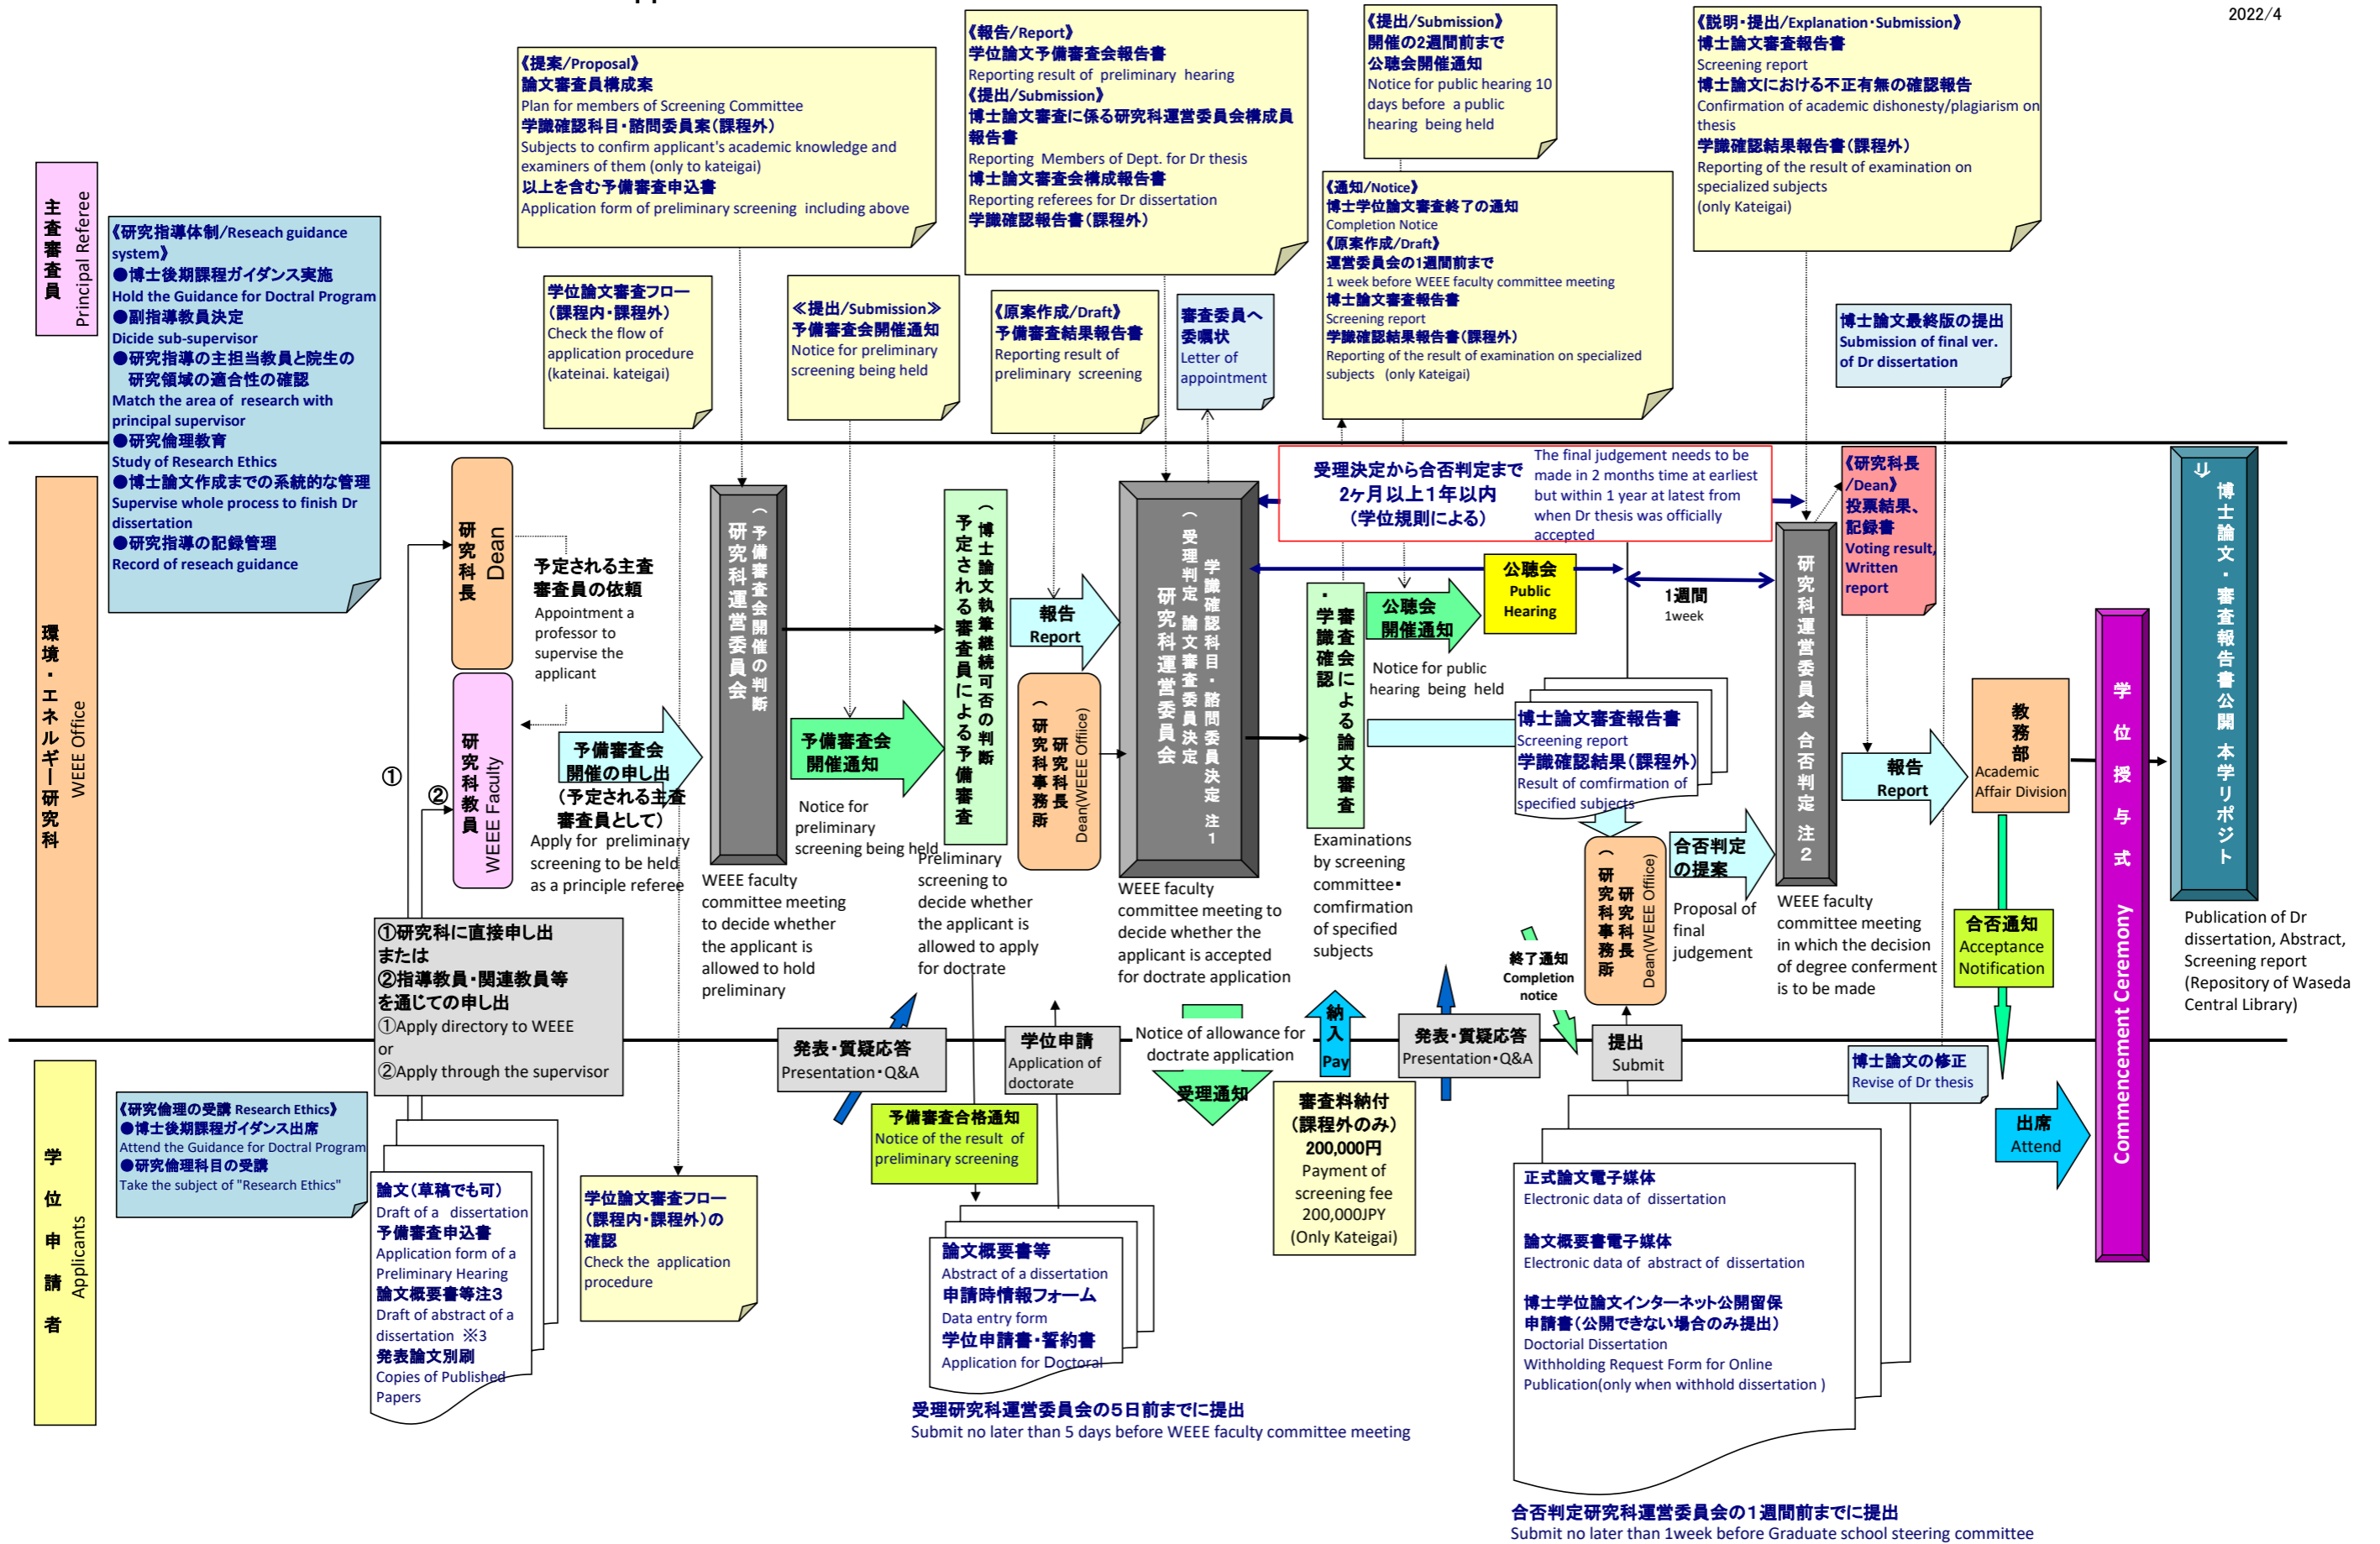 2022/4
《提案/Proposal》
論文審査員構成案
Plan for members of Screening Committee
学識確認科目・諮問委員案（課程外）
Subjects to confirm applicant's academic knowledge and
examiners of them (only to kateigai)
以上を含む予備審査申込書
Application form of preliminary screening including above
《報告/Report》
学位論文予備審査会報告書
Reporting result of preliminary hearing
《提出/Submission》
博士論文審査に係る研究科運営委員会構成員
報告書
Reporting Members of Dept. for Dr thesis
博士論文審査会構成報告書
Reporting referees for Dr dissertation
学識確認報告書（課程外）
《提出/Submission》
開催の2週間前まで
公聴会開催通知
Notice for public hearing 10
days before a public
hearing being held
《説明・提出/Explanation・Submission》
博士論文審査報告書
Screening report
博士論文における不正有無の確認報告
Confirmation of academic dishonesty/plagiarism on
thesis
学識確認結果報告書（課程外）
Reporting of the result of examination on
specialized subjects
(only Kateigai)
主査審査員
Principal Referee
《研究指導体制/Reseach guidance
system》
●博士後期課程ガイダンス実施
Hold the Guidance for Doctral Program
●副指導教員決定
Dicide sub-supervisor
●研究指導の主担当教員と院生の
研究領域の適合性の確認
Match the area of research with
principal supervisor
●研究倫理教育
Study of Research Ethics
●博士論文作成までの系統的な管理
Supervise whole process to finish Dr
dissertation
●研究指導の記録管理
Record of reseach guidance
学位論文審査フロー
（課程内・課程外）
Check the flow of
application procedure
(kateinai. kateigai)
≪提出/Submission≫
予備審査会開催通知
Notice for preliminary
screening being held
《原案作成/Draft》
予備審査結果報告書
Reporting result of
preliminary screening
審査委員へ
委嘱状
Letter of
appointment
《通知/Notice》
博士学位論文審査終了の通知
Completion Notice
《原案作成/Draft》
運営委員会の1週間前まで
1 week before WEEE faculty committee meeting
博士論文審査報告書
Screening report
学識確認結果報告書（課程外）
Reporting of the result of examination on specialized
subjects (only Kateigai)
博士論文最終版の提出
Submission of final ver.
of Dr dissertation
環境・エネルギー研究科
WEEE Office
研究科長
Dean
予定される主査
審査員の依頼
Appointment a
professor to
supervise the
applicant
研究科教員
WEEE Faculty
①
②
予備審査会
開催の申し出
（予定される主査
審査員として）
Apply for preliminary
screening to be held
as a principle referee
（予備審査会開催の判断
研究科運営委員会
WEEE faculty
committee meeting
to decide whether
the applicant is
allowed to hold
preliminary
予備審査会
開催通知
Notice for
preliminary
screening being held
（博士論文執筆継続可否の判断
予定される審査員による予備審査
Preliminary
screening to
decide whether
the applicant is
allowed to apply
for doctrate
報告
Report
研究科長
（研究科事務所
Dean(WEEE Office)
学識確認科目・諮問委員決定 注1
（受理判定 論文審査委員決定
研究科運営委員会
WEEE faculty
committee meeting to
decide whether the
applicant is accepted
for doctrate application
受理決定から合否判定まで
2ヶ月以上1年以内
（学位規則による）
The final judgement needs to be
made in 2 months time at earliest
but within 1 year at latest from
when Dr thesis was officially
accepted
審査会による論文審査
・学識確認
Examinations
by screening
committee・
comfirmation
of specified
subjects
公聴会
開催通知
Notice for public
hearing being held
公聴会
Public
Hearing
1週間
1week
博士論文審査報告書
Screening report
学識確認結果（課程外）
Result of comfirmation of
specified subjects
研究科長
（研究科事務所
Dean(WEEE Offiice)
合否判定
の提案
Proposal of
final
judgement
研究科運営委員会 合否判定 注2
WEEE faculty
committee meeting
in which the decision
of degree conferment
is to be made
《研究科長
/Dean》
投票結果、
記録書
Voting result,
Written
report
報告
Report
教務部
Academic
Affair Division
合否通知
Acceptance
Notification
学位授与式
Commencement Ceremony
博士論文・審査報告書公開 本学リポジト
リ
Publication of Dr
dissertation, Abstract,
Screening report
(Repository of Waseda
Central Library)
①研究科に直接申し出
または
②指導教員・関連教員等
を通じての申し出
①Apply directory to WEEE
or
②Apply through the supervisor
発表・質疑応答
Presentation・Q&A
学位申請
Application of
doctorate
Notice of allowance for
doctrate application
受理通知
納入
Pay
発表・質疑応答
Presentation・Q&A
終了通知
Completion
notice
提出
Submit
博士論文の修正
Revise of Dr thesis
出席
Attend
学位申請者
Applicants
《研究倫理の受講 Research Ethics》
●博士後期課程ガイダンス出席
Attend the Guidance for Doctral Program
●研究倫理科目の受講
Take the subject of "Research Ethics"
論文（草稿でも可）
Draft of a dissertation
予備審査申込書
Application form of a
Preliminary Hearing
論文概要書等注3
Draft of abstract of a
dissertation ※3
発表論文別刷
Copies of Published
Papers
学位論文審査フロー
（課程内・課程外）の
確認
Check the application
procedure
予備審査合格通知
Notice of the result of
preliminary screening
論文概要書等
Abstract of a dissertation
申請時情報フォーム
Data entry form
学位申請書・誓約書
Application for Doctoral
受理研究科運営委員会の5日前までに提出
Submit no later than 5 days before WEEE faculty committee meeting
審査料納付
（課程外のみ）
200,000円
Payment of
screening fee
200,000JPY
(Only Kateigai)
正式論文電子媒体
Electronic data of dissertation
論文概要書電子媒体
Electronic data of abstract of dissertation
博士学位論文インターネット公開留保
申請書（公開できない場合のみ提出）
Doctorial Dissertation
Withholding Request Form for Online
Publication(only when withhold dissertation )
合否判定研究科運営委員会の1週間前までに提出
Submit no later than 1week before Graduate school steering committee